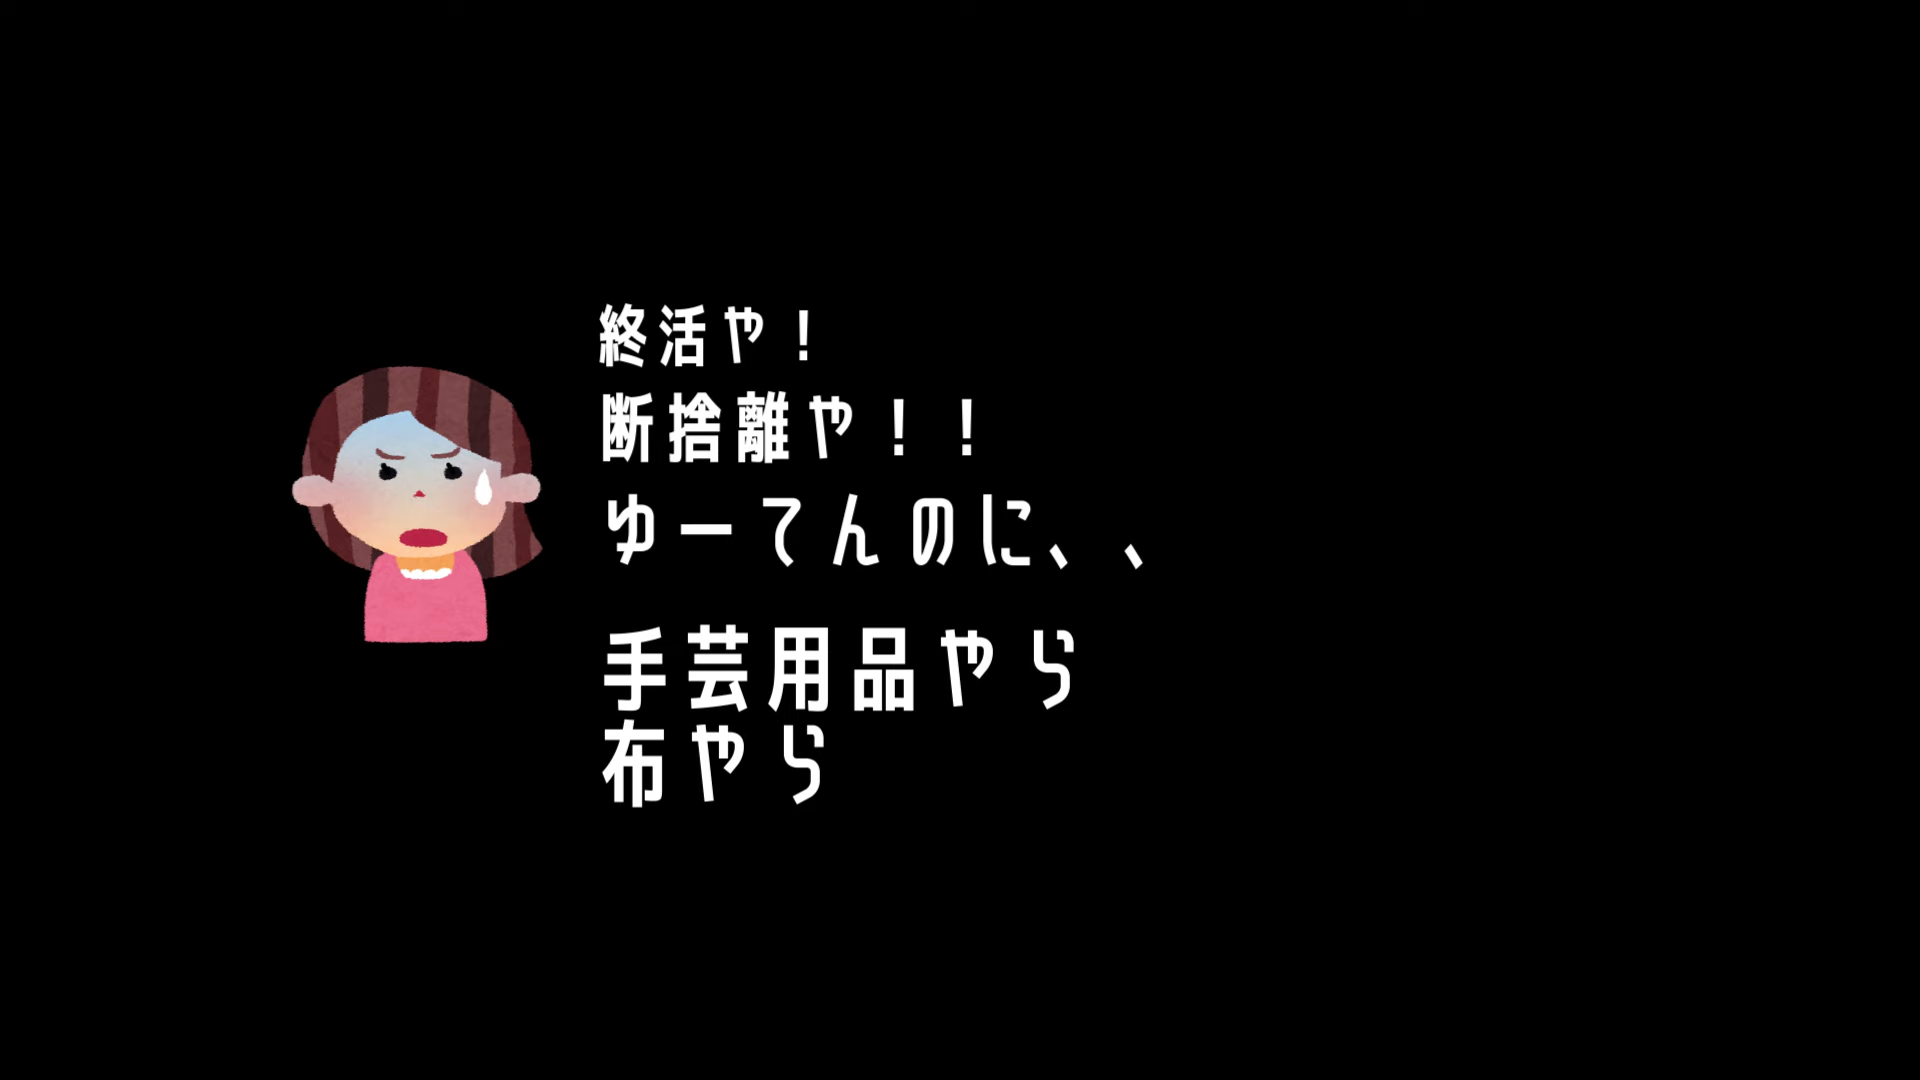 終活や！
断捨離や！！
ゆーてんのに、、
手芸用品やら
布やら